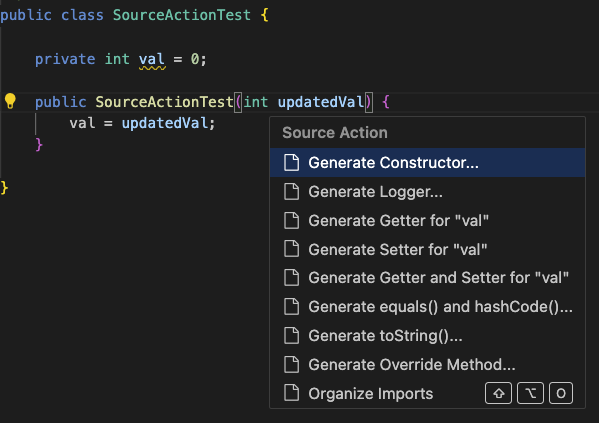 public class SourceActionTest {
private int val = 0;
public SourceActionTest(int updatedVal) {
val = updatedVal;
}
}
Source Action
Generate Constructor...
Generate Logger...
Generate Getter for "val"
Generate Setter for "val"
Generate Getter and Setter for "val"
Generate equals() and hashCode()...
Generate toString()...
Generate Override Method...
Organize Imports ⇧ ⌥ O